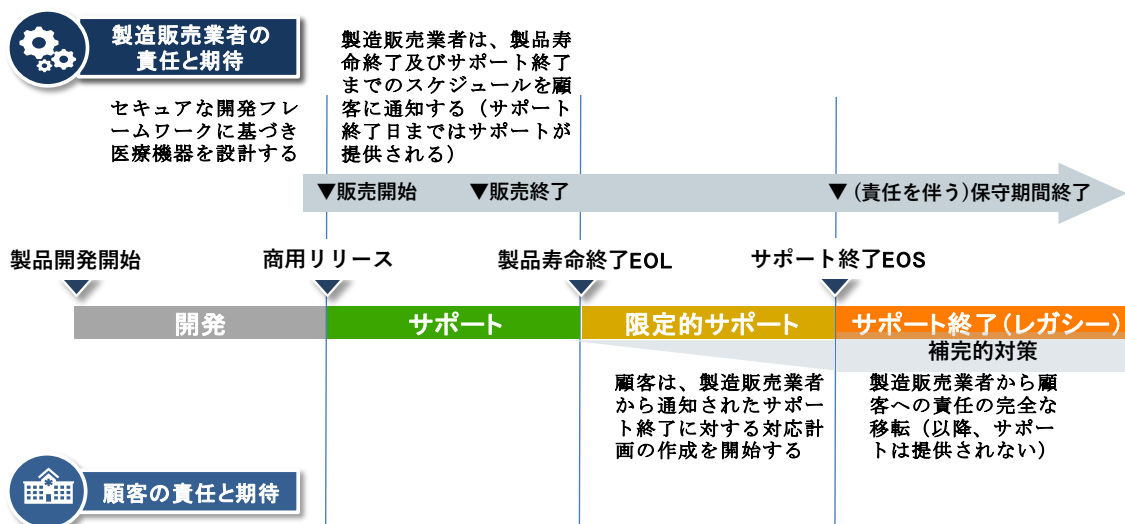 製造販売業者の
責任と期待
製造販売業者は、製品寿
命終了及びサポート終了
までのスケジュールを顧
客に通知する（サポート
終了日まではサポートが
提供される）
セキュアな開発フレ
ームワークに基づき
医療機器を設計する
▼販売開始
▼販売終了
▼（責任を伴う）保守期間終了
製品開発開始
商用リリース
製品寿命終了EOL
サポート終了EOS
開発
サポート
限定的サポート
サポート終了（レガシー）
補完的対策
顧客は、製造販売業者
から通知されたサポー
ト終了に対する対応計
画の作成を開始する
製造販売業者から顧
客への責任の完全な
移転（以降、サポー
トは提供されない）
顧客の責任と期待